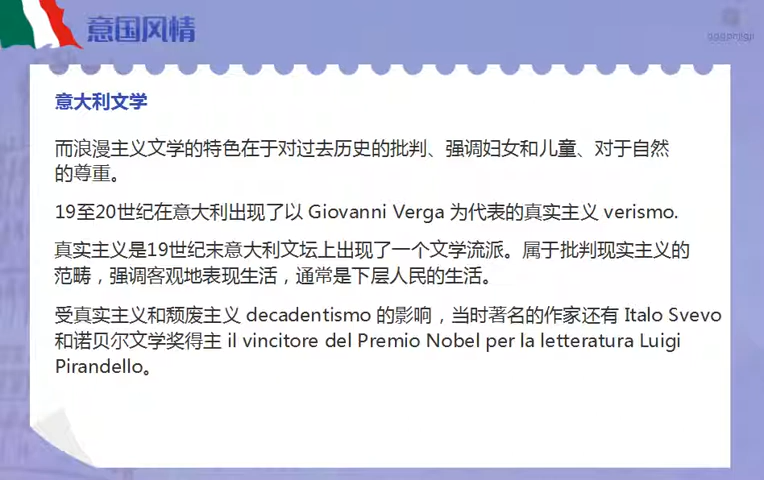 意国风情
意大利文学
而浪漫主义文学的特色在于对过去历史的批判、强调妇女和儿童、对于自然
的尊重。
19至20世纪在意大利出现了以 Giovanni Verga 为代表的真实主义 verismo.
真实主义是19世纪末意大利文坛上出现了一个文学流派。属于批判现实主义的
范畴，强调客观地表现生活，通常是下层人民的生活。
受真实主义和颓废主义 decadentismo 的影响，当时著名的作家还有 Italo Svevo
和诺贝尔文学奖得主 il vincitore del Premio Nobel per la letteratura Luigi
Pirandello。